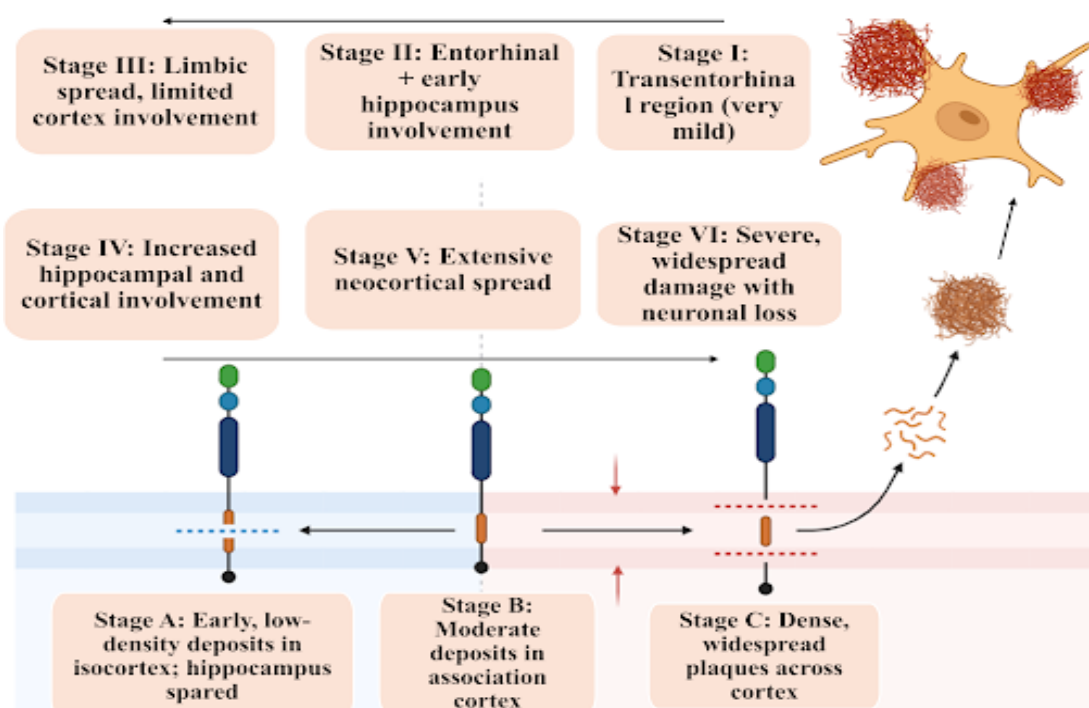 Stage III: Limbic
spread, limited
cortex involvement
Stage II: Entorhinal
+ early
hippocampus
involvement
Stage I:
Transentorhina
l region (very
mild)
Stage IV: Increased
hippocampal and
cortical involvement
Stage V: Extensive
neocortical spread
Stage VI: Severe,
widespread
damage with
neuronal loss
Stage A: Early, low-
density deposits in
isocortex; hippocampus
spared
Stage B:
Moderate
deposits in
association
cortex
Stage C: Dense,
widespread
plaques across
cortex